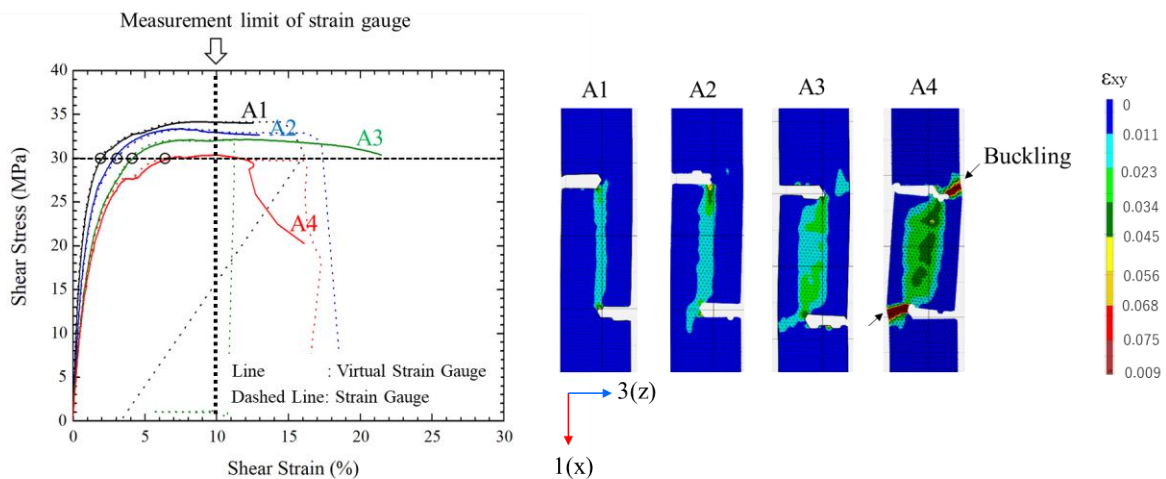 Measurement limit of strain gauge
40
35
30
25
20
15
10
5
0
Shear Stress (MPa)
A1
A2
A3
A4
Line : Virtual Strain Gauge
Dashed Line: Strain Gauge
0 5 10 15 20 25 30
Shear Strain (%)
A1 A2 A3 A4
Buckling
3(z)
1(x)
εxy
0
0.011
0.023
0.034
0.045
0.056
0.068
0.075
0.009